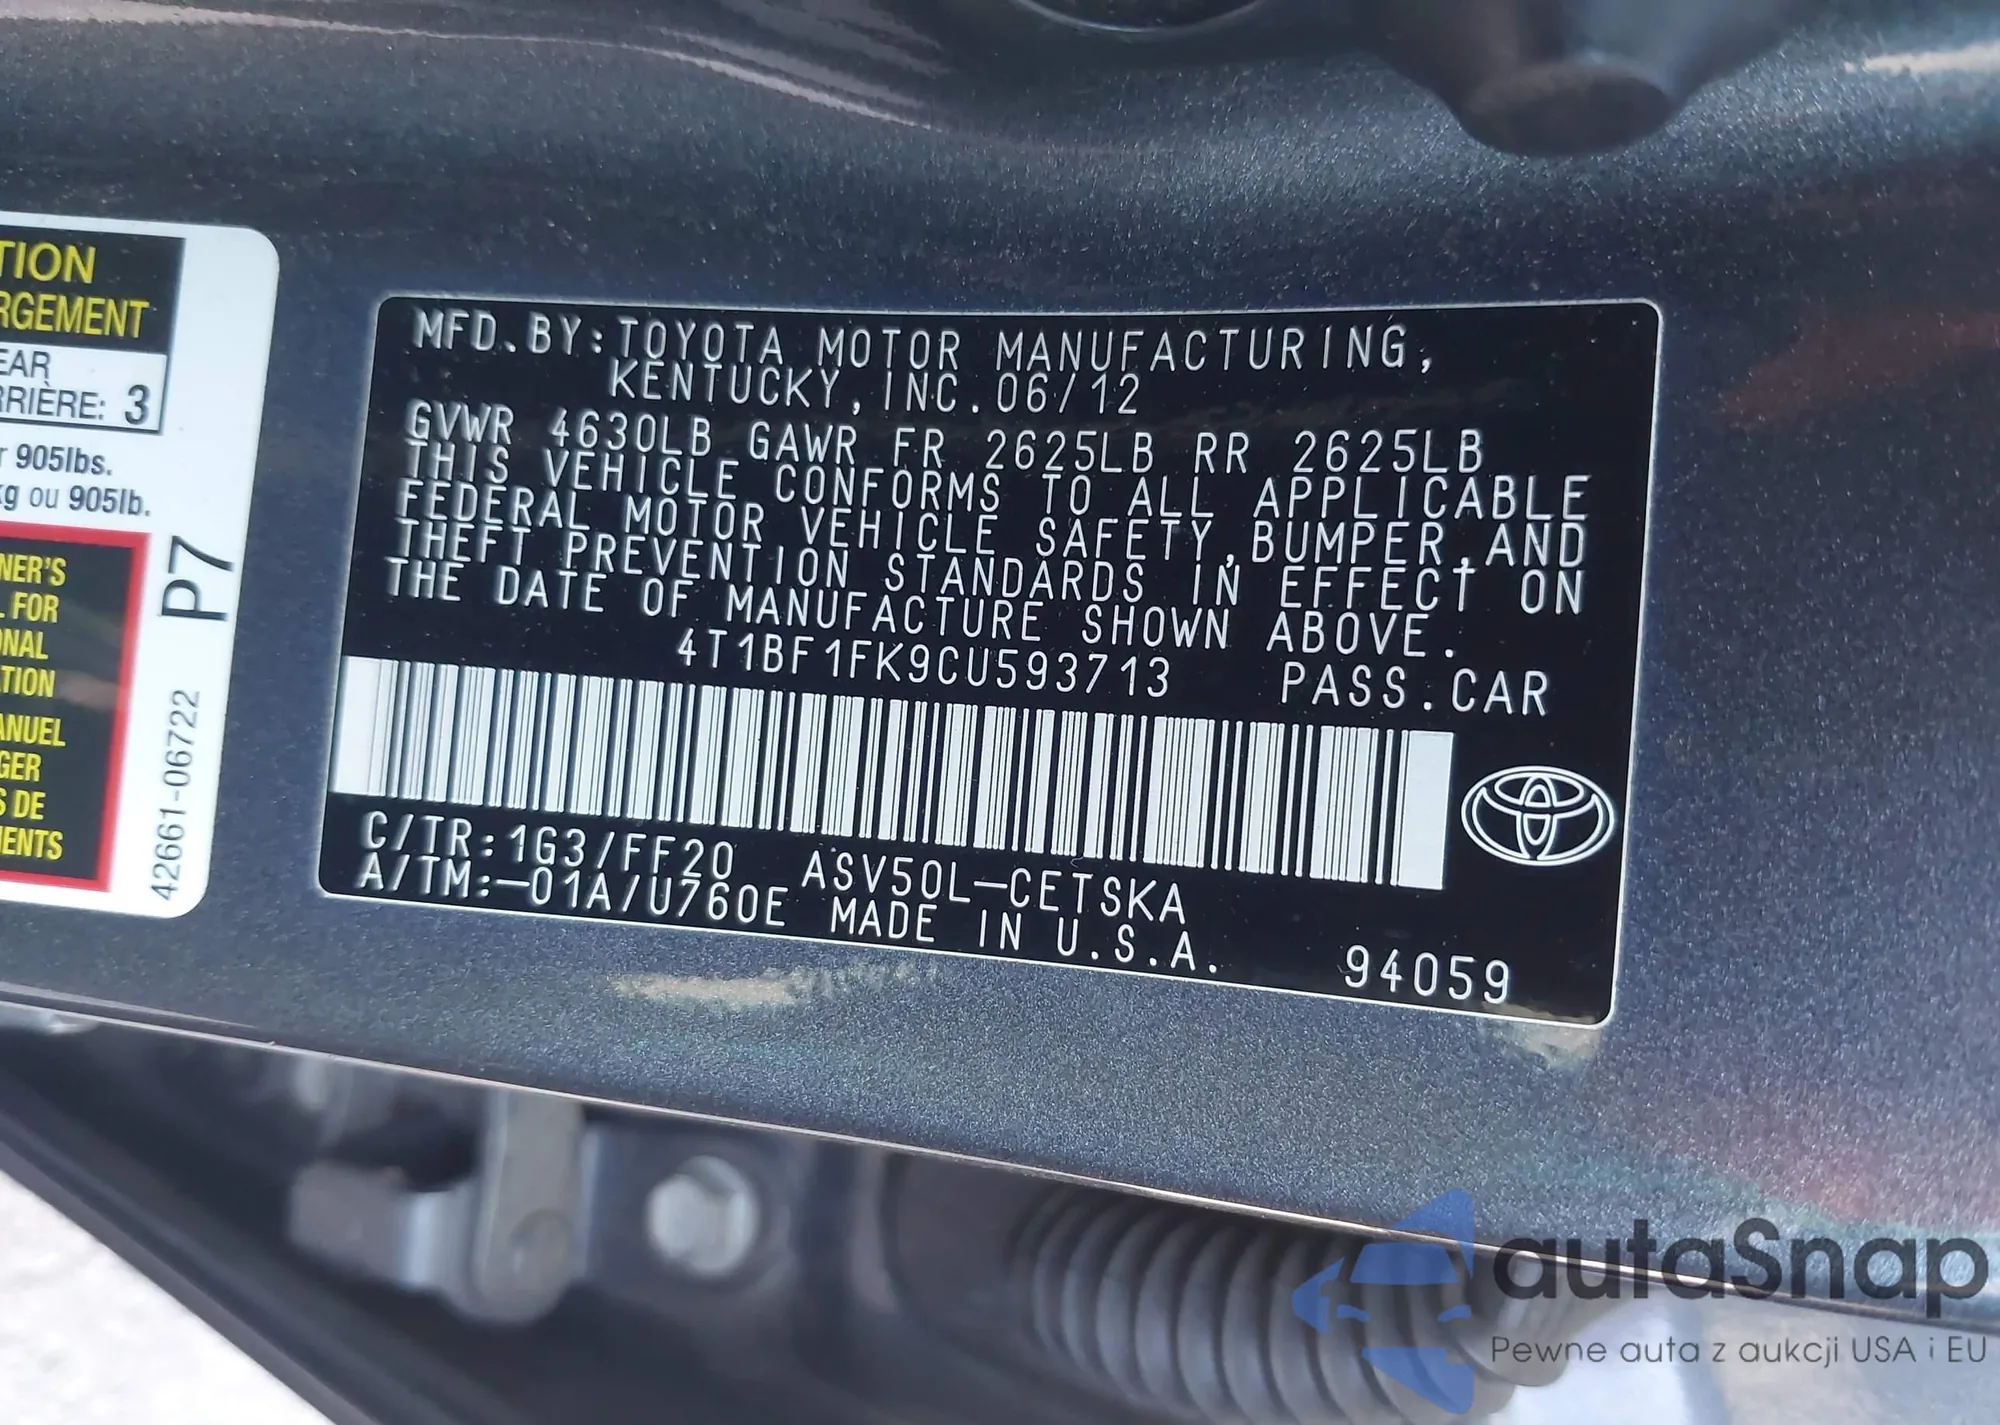 TION
RGEMENT
EAR
RRIÈRE: 3
r 905lbs.
kg ou 905lb.
NER'S
L FOR
ONAL
TION
ANUEL
GER
S DE
MENTS
P7
42661-06722
MFD. BY: TOYOTA MOTOR MANUFACTURING,
KENTUCKY, INC. 06/12
GVWR 4630LB GAWR FR 2625LB RR 2625LB
THIS VEHICLE CONFORMS TO ALL APPLICABLE
FEDERAL MOTOR VEHICLE SAFETY, BUMPER, AND
THEFT PREVENTION STANDARDS IN EFFECT ON
THE DATE OF MANUFACTURE SHOWN ABOVE.
4T1BF1FK9CU593713 PASS. CAR
C/TR: 1G3/FF20 ASV50L-CETSKA
A/TM: -01A/U760E MADE IN U.S.A. 94059
autaSnap
Pewne auta z aukcji USA i EU